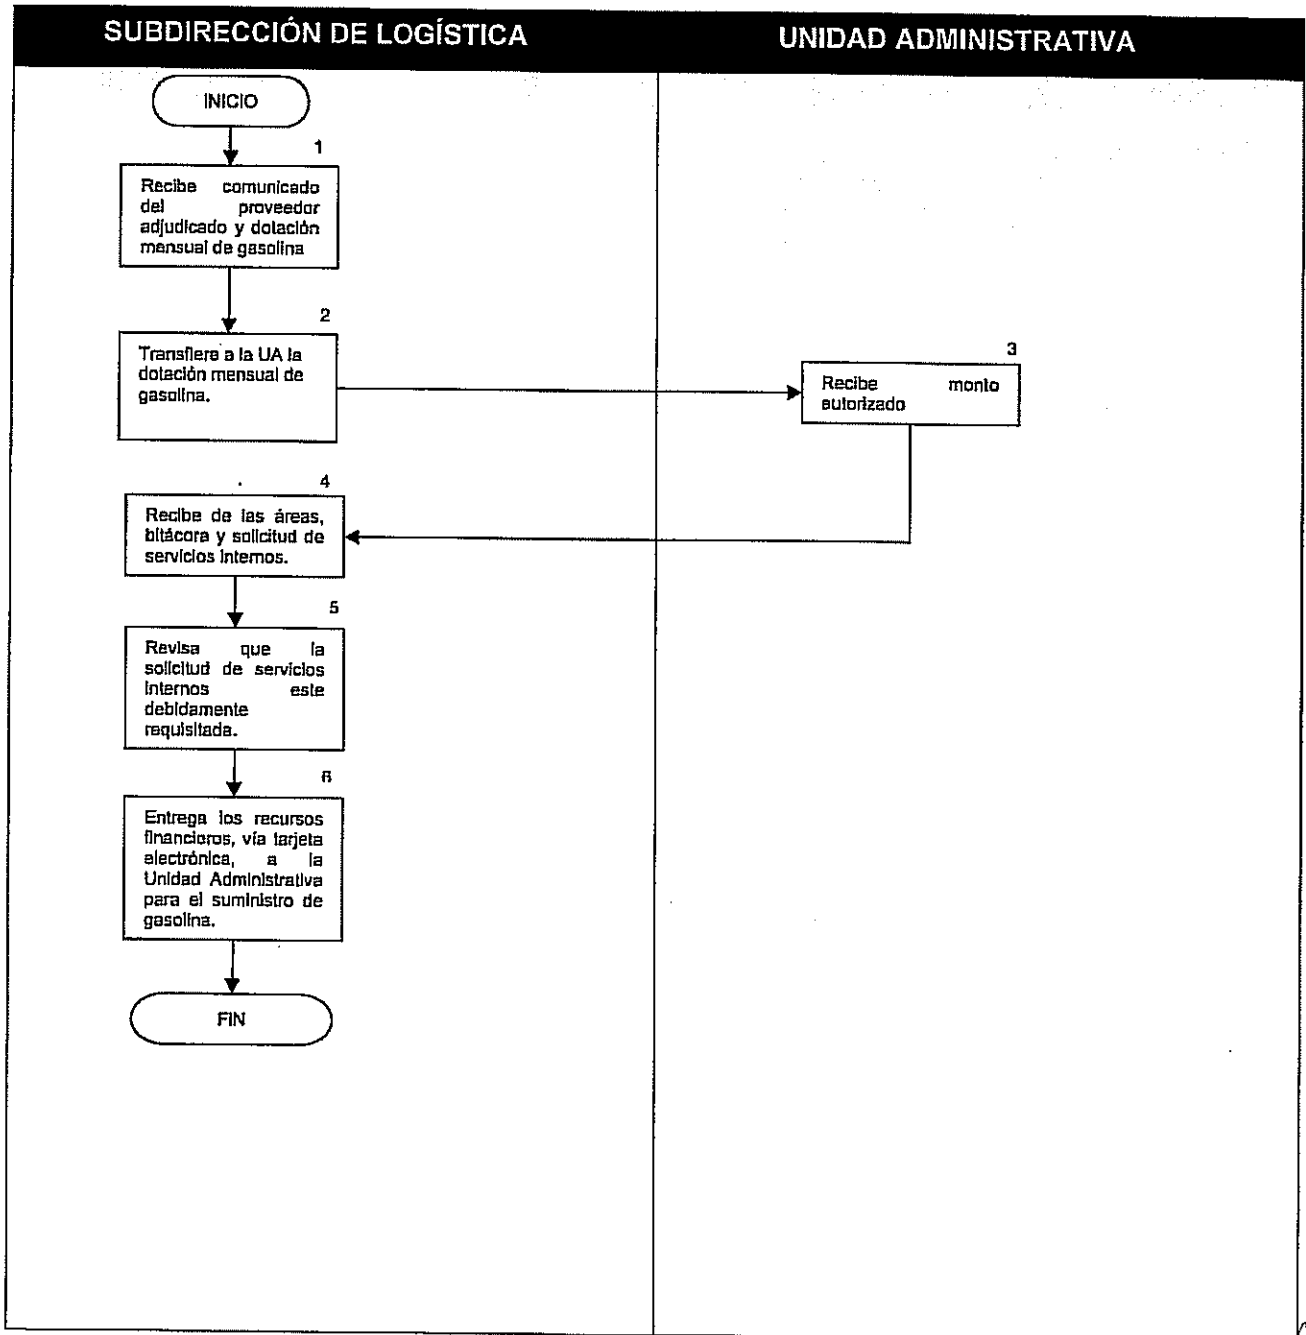 SUBDIRECCIÓN DE LOGÍSTICA
UNIDAD ADMINISTRATIVA
INICIO
1
Recibe comunicado
del proveedor
adjudicado y dotación
mensual de gasolina
2
Transfiere a la UA la
dotación mensual de
gasolina.
3
Recibe monto
autorizado
4
Recibe de las áreas,
bitácora y solicitud de
servicios internos.
5
Revisa que la
solicitud de servicios
internos este
debidamente
requisitada.
6
Entrega los recursos
financieros, vía tarjeta
electrónica, a la
Unidad Administrativa
para el suministro de
gasolina.
FIN